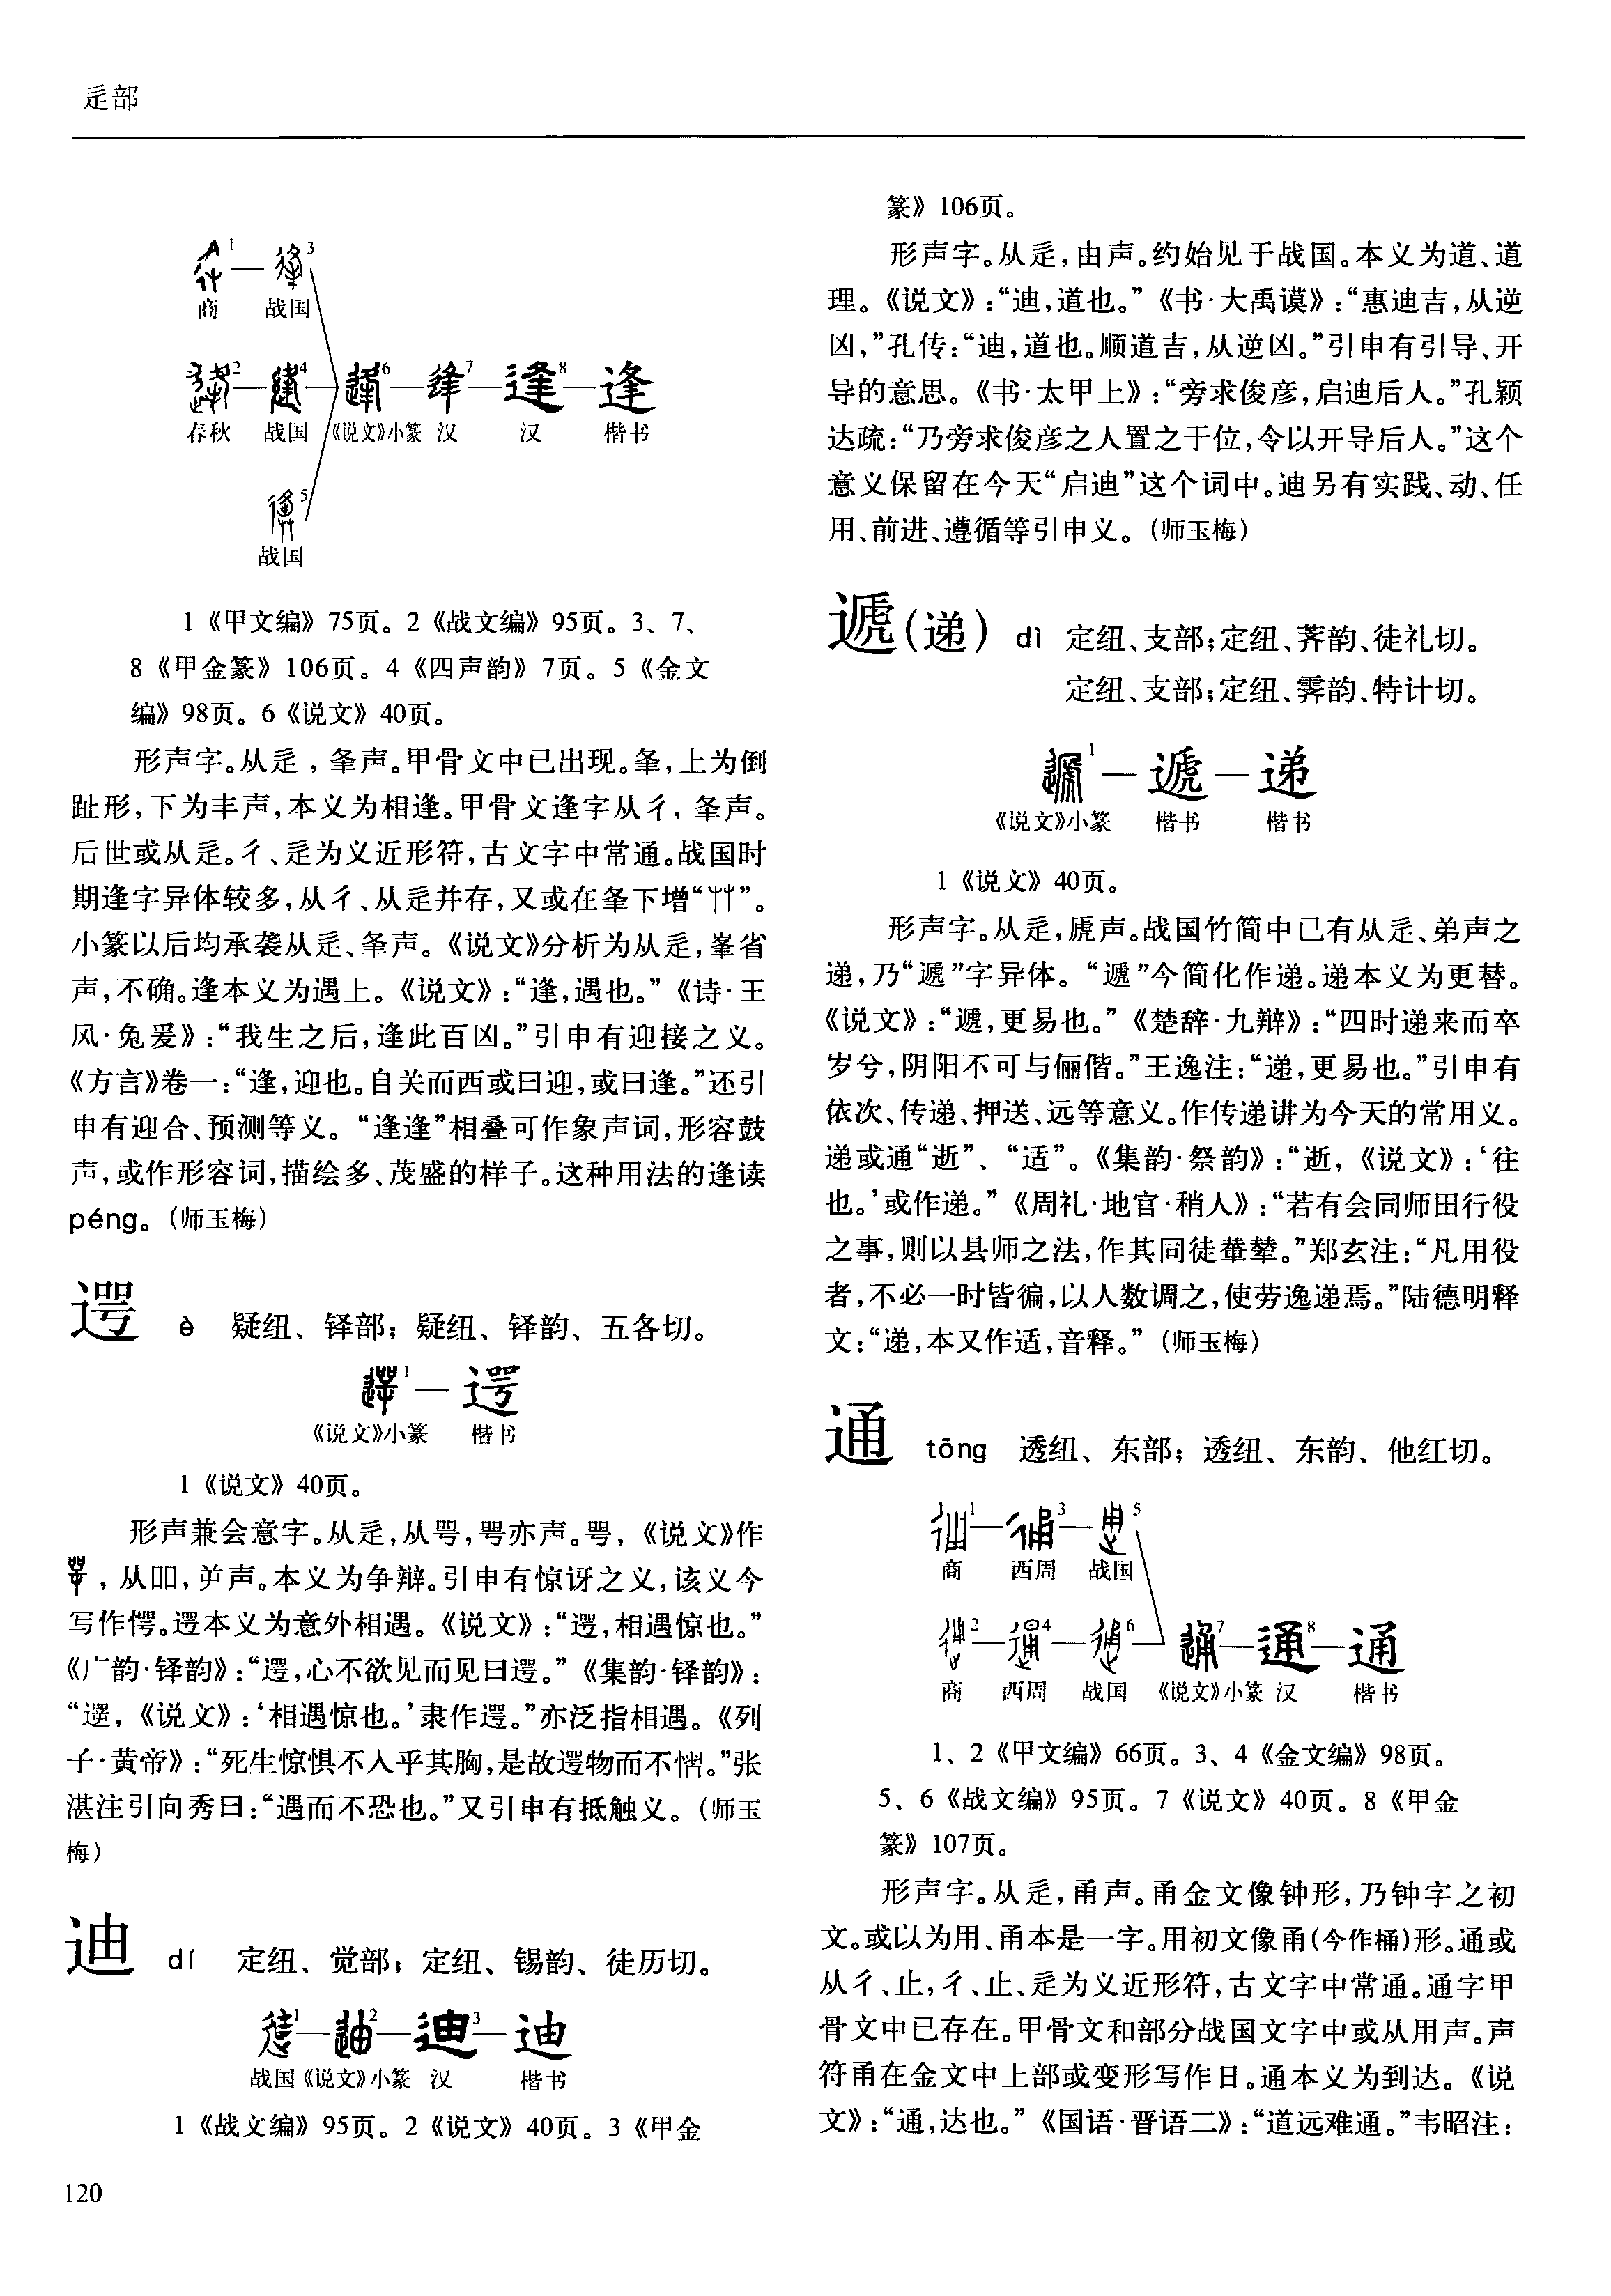 辵部
商 战国
春秋 战国 《说文》小篆 汉 汉 楷书
逢
战国
1《甲文编》75页。2《战文编》95页。3、7、
8《甲金篆》106页。4《四声韵》7页。5《金文
编》98页。6《说文》40页。
形声字。从辵，夆声。甲骨文中已出现。夆，上为倒
趾形，下为丰声，本义为相逢。甲骨文逢字从彳，夆声。
后世或从辵。彳、辵为义近形符，古文字中常通。战国时
期逢字异体较多，从彳、从辵并存，又或在夆下增“艸”。
小篆以后均承袭从辵、夆声。《说文》分析为从辵，峯省
声，不确。逢本义为遇上。《说文》：“逢，遇也。”《诗·王
风·兔爰》：“我生之后，逢此百凶。”引申有迎接之义。
《方言》卷一：“逢，迎也。自关而西或曰迎，或曰逢。”还引
申有迎合、预测等义。“逢逢”相叠可作象声词，形容鼓
声，或作形容词，描绘多、茂盛的样子。这种用法的逢读
péng。（师玉梅）
遌 è 疑纽、铎部；疑纽、铎韵、五各切。
遌
《说文》小篆 楷书
1《说文》40页。
形声兼会意字。从辵，从咢，咢亦声。咢，《说文》作
，从吅，屰声。本义为争辩。引申有惊讶之义，该义今
写作愕。遌本义为意外相遇。《说文》：“遌，相遇惊也。”
《广韵·铎韵》：“遌，心不欲见而见曰遌。”《集韵·铎韵》：
“，《说文》：‘相遇惊也。’隶作遌。”亦泛指相遇。《列
子·黄帝》：“死生惊惧不入乎其胸，是故遌物而不慴。”张
湛注引向秀曰：“遇而不恐也。”又引申有抵触义。（师玉
梅）
迪 dí 定纽、觉部；定纽、锡韵、徒历切。
迪
战国 《说文》小篆 汉 楷书
1《战文编》95页。2《说文》40页。3《甲金
篆》106页。
形声字。从辵，由声。约始见于战国。本义为道、道
理。《说文》：“迪，道也。”《书·大禹谟》：“惠迪吉，从逆
凶，”孔传：“迪，道也。顺道吉，从逆凶。”引申有引导、开
导的意思。《书·太甲上》：“旁求俊彦，启迪后人。”孔颖
达疏：“乃旁求俊彦之人置之于位，令以开导后人。”这个
意义保留在今天“启迪”这个词中。迪另有实践、动、任
用、前进、遵循等引申义。（师玉梅）
遞（递） dì 定纽、支部；定纽、荠韵、徒礼切。
定纽、支部；定纽、霁韵、特计切。
遞 — 递
《说文》小篆 楷书 楷书
1《说文》40页。
形声字。从辵，虒声。战国竹简中已有从辵、弟声之
递，乃“遞”字异体。“遞”今简化作递。递本义为更替。
《说文》：“遞，更易也。”《楚辞·九辩》：“四时递来而卒
岁兮，阴阳不可与俪偕。”王逸注：“递，更易也。”引申有
依次、传递、押送、远等意义。作传递讲为今天的常用义。
递或通“逝”、“适”。《集韵·祭韵》：“逝，《说文》：‘往
也。’或作递。”《周礼·地官·稍人》：“若有会同师田行役
之事，则以县师之法，作其同徒輂辇。”郑玄注：“凡用役
者，不必一时皆徧，以人数调之，使劳逸递焉。”陆德明释
文：“递，本又作适，音释。”（师玉梅）
通 tōng 透纽、东部；透纽、东韵、他红切。
商 西周 战国
通
商 西周 战国 《说文》小篆 汉 楷书
1、2《甲文编》66页。3、4《金文编》98页。
5、6《战文编》95页。7《说文》40页。8《甲金
篆》107页。
形声字。从辵，甬声。甬金文像钟形，乃钟字之初
文。或以为用、甬本是一字。用初文像甬（今作桶）形。通或
从彳、止，彳、止、辵为义近形符，古文字中常通。通字甲
骨文中已存在。甲骨文和部分战国文字中或从用声。声
符甬在金文中上部或变形写作日。通本义为到达。《说
文》：“通，达也。”《国语·晋语二》：“道远难通。”韦昭注：
120